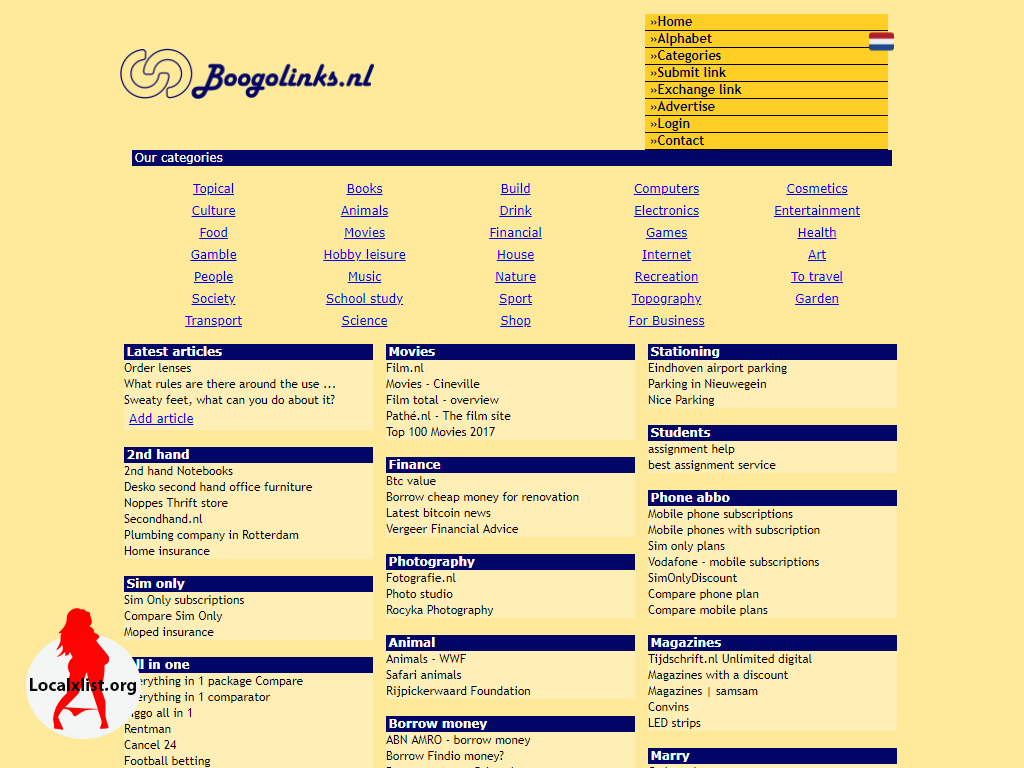 »Home
»Alphabet
»Categories
»Submit link
»Exchange link
»Advertise
»Login
»Contact
Boogolinks.nl
Our categories
Topical Books Build Computers Cosmetics
Culture Animals Drink Electronics Entertainment
Food Movies Financial Games Health
Gamble Hobby leisure House Internet Art
People Music Nature Recreation To travel
Society School study Sport Topography Garden
Transport Science Shop For Business
Latest articles
Order lenses
What rules are there around the use ...
Sweaty feet, what can you do about it?
Add article
2nd hand
2nd hand Notebooks
Desko second hand office furniture
Noppes Thrift store
Secondhand.nl
Plumbing company in Rotterdam
Home insurance
Sim only
Sim Only subscriptions
Compare Sim Only
Moped insurance
in one
in 1 package Compare
in 1 comparator
all in 1
Rentman
Cancel 24
Football betting
Movies
Film.nl
Movies - Cineville
Film total - overview
Pathé.nl - The film site
Top 100 Movies 2017
Finance
Btc value
Borrow cheap money for renovation
Latest bitcoin news
Vergeer Financial Advice
Photography
Fotografie.nl
Photo studio
Rocyka Photography
Animal
Animals - WWF
Safari animals
Rijpickerwaard Foundation
Borrow money
ABN AMRO - borrow money
Borrow Findio money?
Stationing
Eindhoven airport parking
Parking in Nieuwegein
Nice Parking
Students
assignment help
best assignment service
Phone abbo
Mobile phone subscriptions
Mobile phones with subscription
Sim only plans
Vodafone - mobile subscriptions
SimOnlyDiscount
Compare phone plan
Compare mobile plans
Magazines
Tijdschrift.nl Unlimited digital
Magazines with a discount
Magazines | samsam
Convins
LED strips
Marry
Localxlist.org